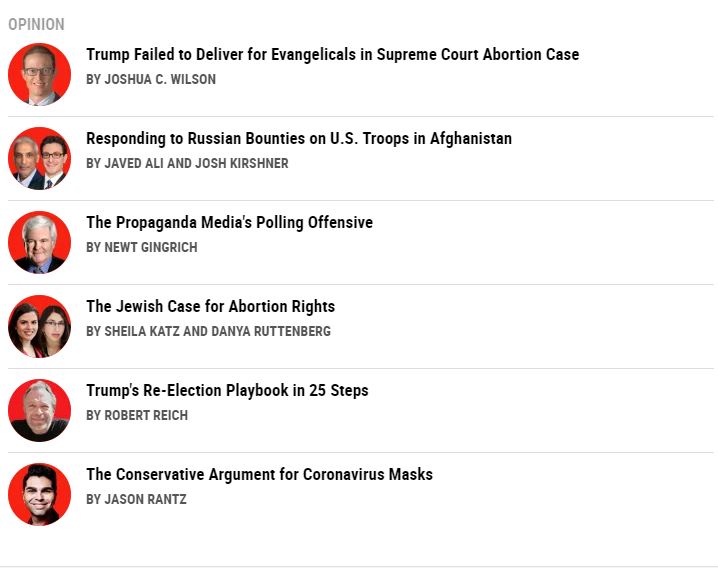 OPINION
Trump Failed to Deliver for Evangelicals in Supreme Court Abortion Case
BY JOSHUA C. WILSON
Responding to Russian Bounties on U.S. Troops in Afghanistan
BY JAVED ALI AND JOSH KIRSHNER
The Propaganda Media's Polling Offensive
BY NEWT GINGRICH
The Jewish Case for Abortion Rights
BY SHEILA KATZ AND DANYA RUTTENBERG
Trump's Re-Election Playbook in 25 Steps
BY ROBERT REICH
The Conservative Argument for Coronavirus Masks
BY JASON RANTZ